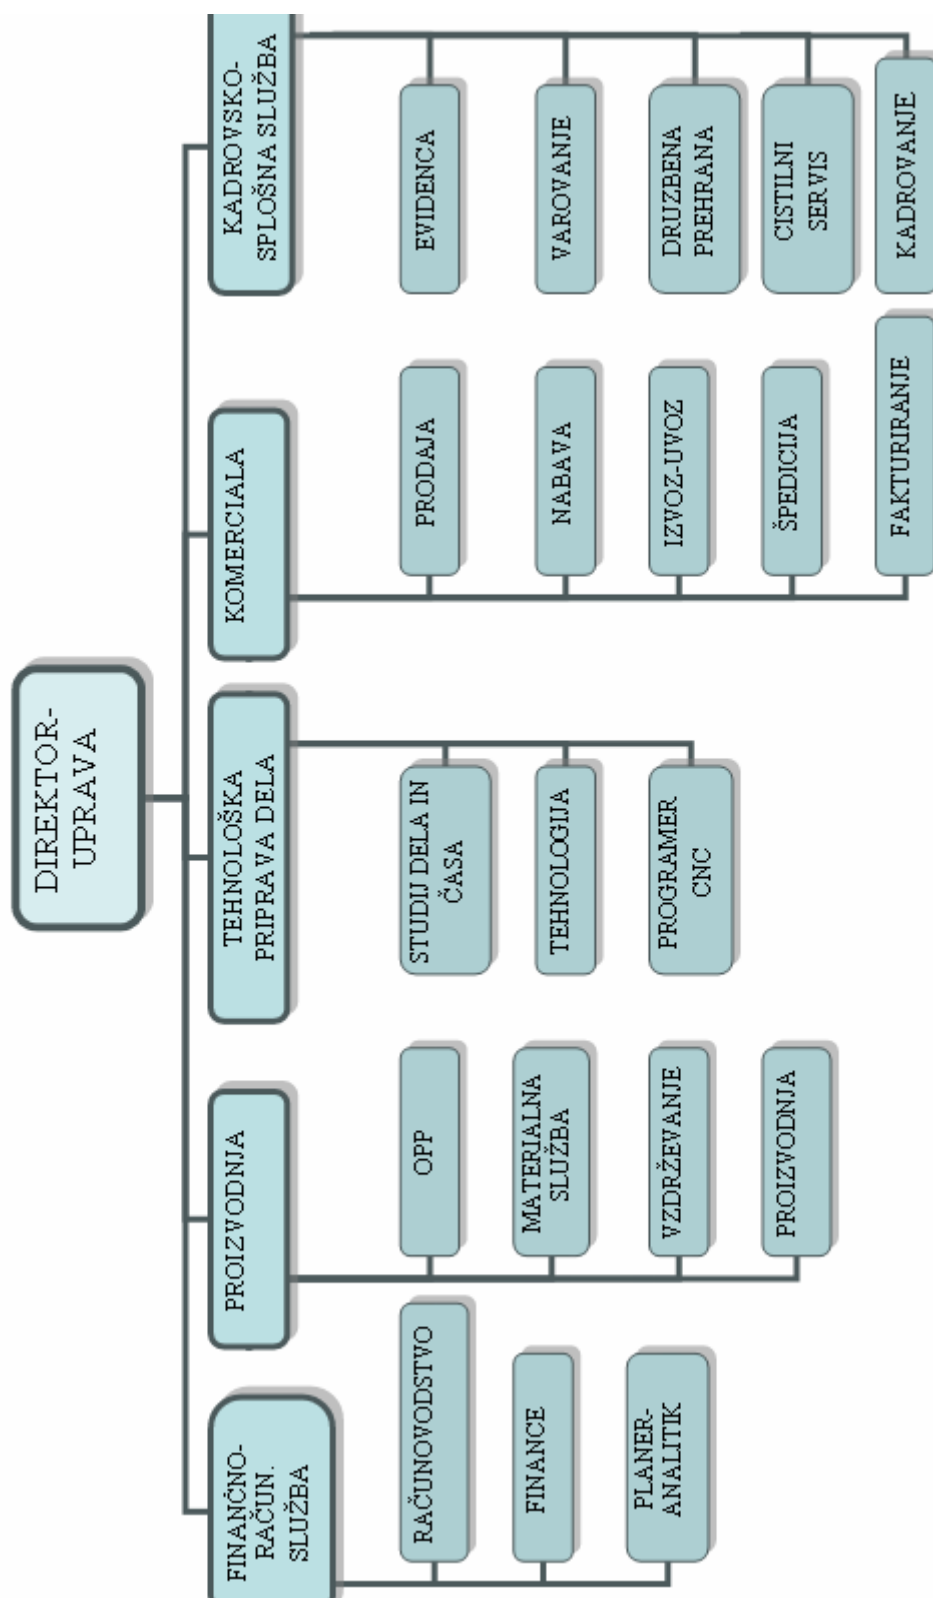 DIREKTOR-
UPRAVA
FINANČNO-
RAČUN.
SLUŽBA
RAČUNOVODSTVO
FINANCE
PLANER-
ANALITIK
PROIZVODNJA
OPP
MATERIALNA
SLUŽBA
VZDRŽEVANJE
PROIZVODNJA
TEHNOLOŠKA
PRIPRAVA DELA
STUDIJ DELA IN
ČASA
TEHNOLOGIJA
PROGRAMER
CNC
KOMERCIALA
PRODAJA
NABAVA
IZVOZ-UVOZ
ŠPEDICIJA
FAKTURIRANJE
KADROVSKO-
SPLOŠNA SLUŽBA
EVIDENCA
VAROVANJE
DRUZBENA
PREHRANA
CISTILNI
SERVIS
KADROVANJE